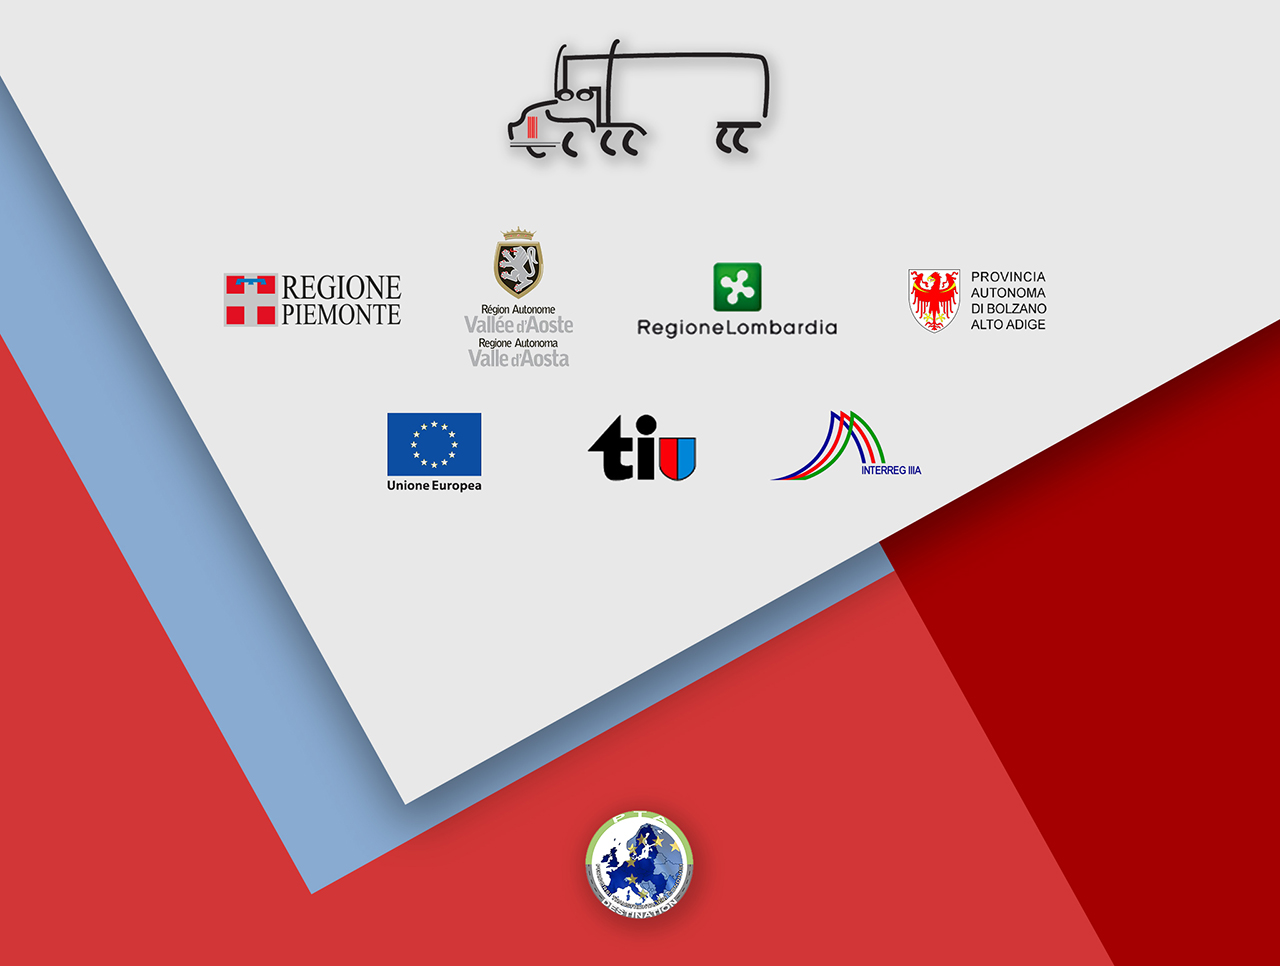 REGIONE
PIEMONTE
Région Autonome
Vallée d'Aoste
Regione Autonoma
Valle d'Aosta
RegioneLombardia
PROVINCIA
AUTONOMA
DI BOLZANO
ALTO ADIGE
Unione Europea
ti
INTERREG IIIA
PTA
DESTINATION